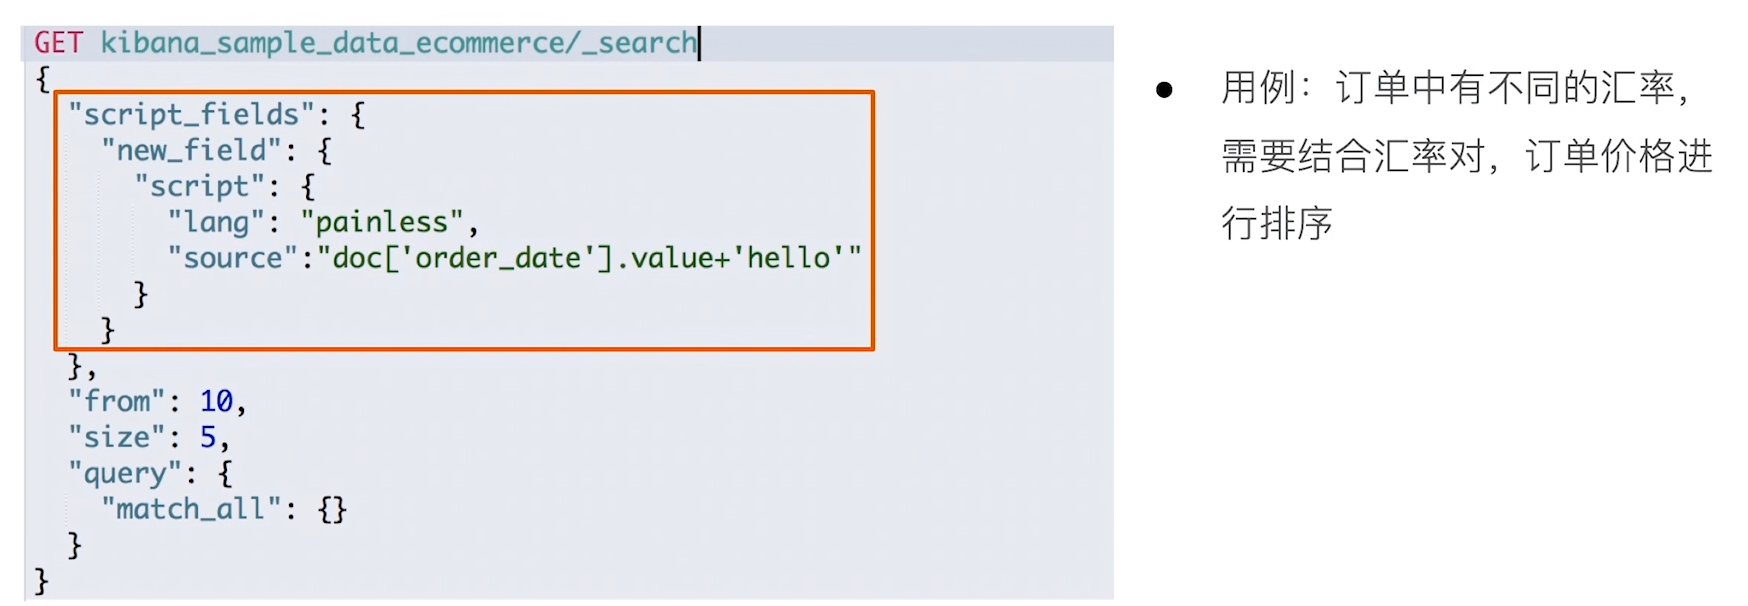 GET kibana_sample_data_ecommerce/_search
{
  "script_fields": {
    "new_field": {
      "script": {
        "lang": "painless",
        "source":"doc['order_date'].value+'hello'"
      }
    }
  },
  "from": 10,
  "size": 5,
  "query": {
    "match_all": {}
  }
}
● 用例：订单中有不同的汇率，
需要结合汇率对，订单价格进
行排序